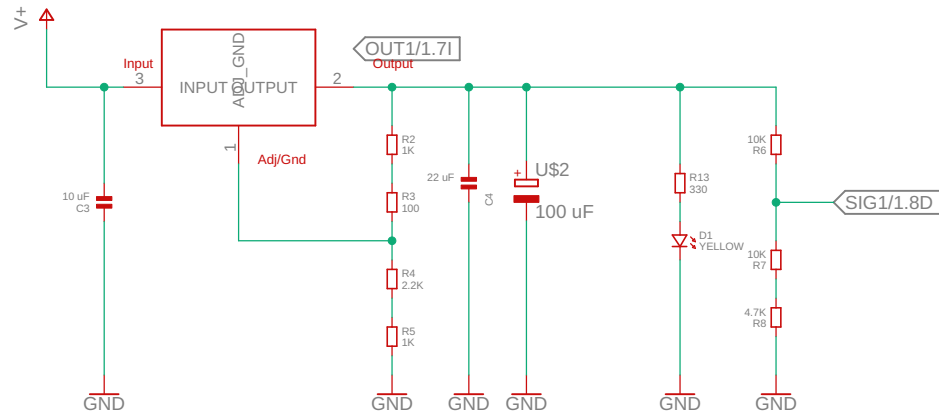 V+
OUT1/1.7I
Input
Output
3
INPUT OUTPUT
ADJ_GND
2
1
Adj/Gnd
R2
1K
R3
100
R4
2.2K
R5
1K
10 uF
C3
22 uF
C4
+
U$2
100 uF
R13
330
D1
YELLOW
10K
R6
SIG1/1.8D
10K
R7
4.7K
R8
GND
GND
GND
GND
GND
GND